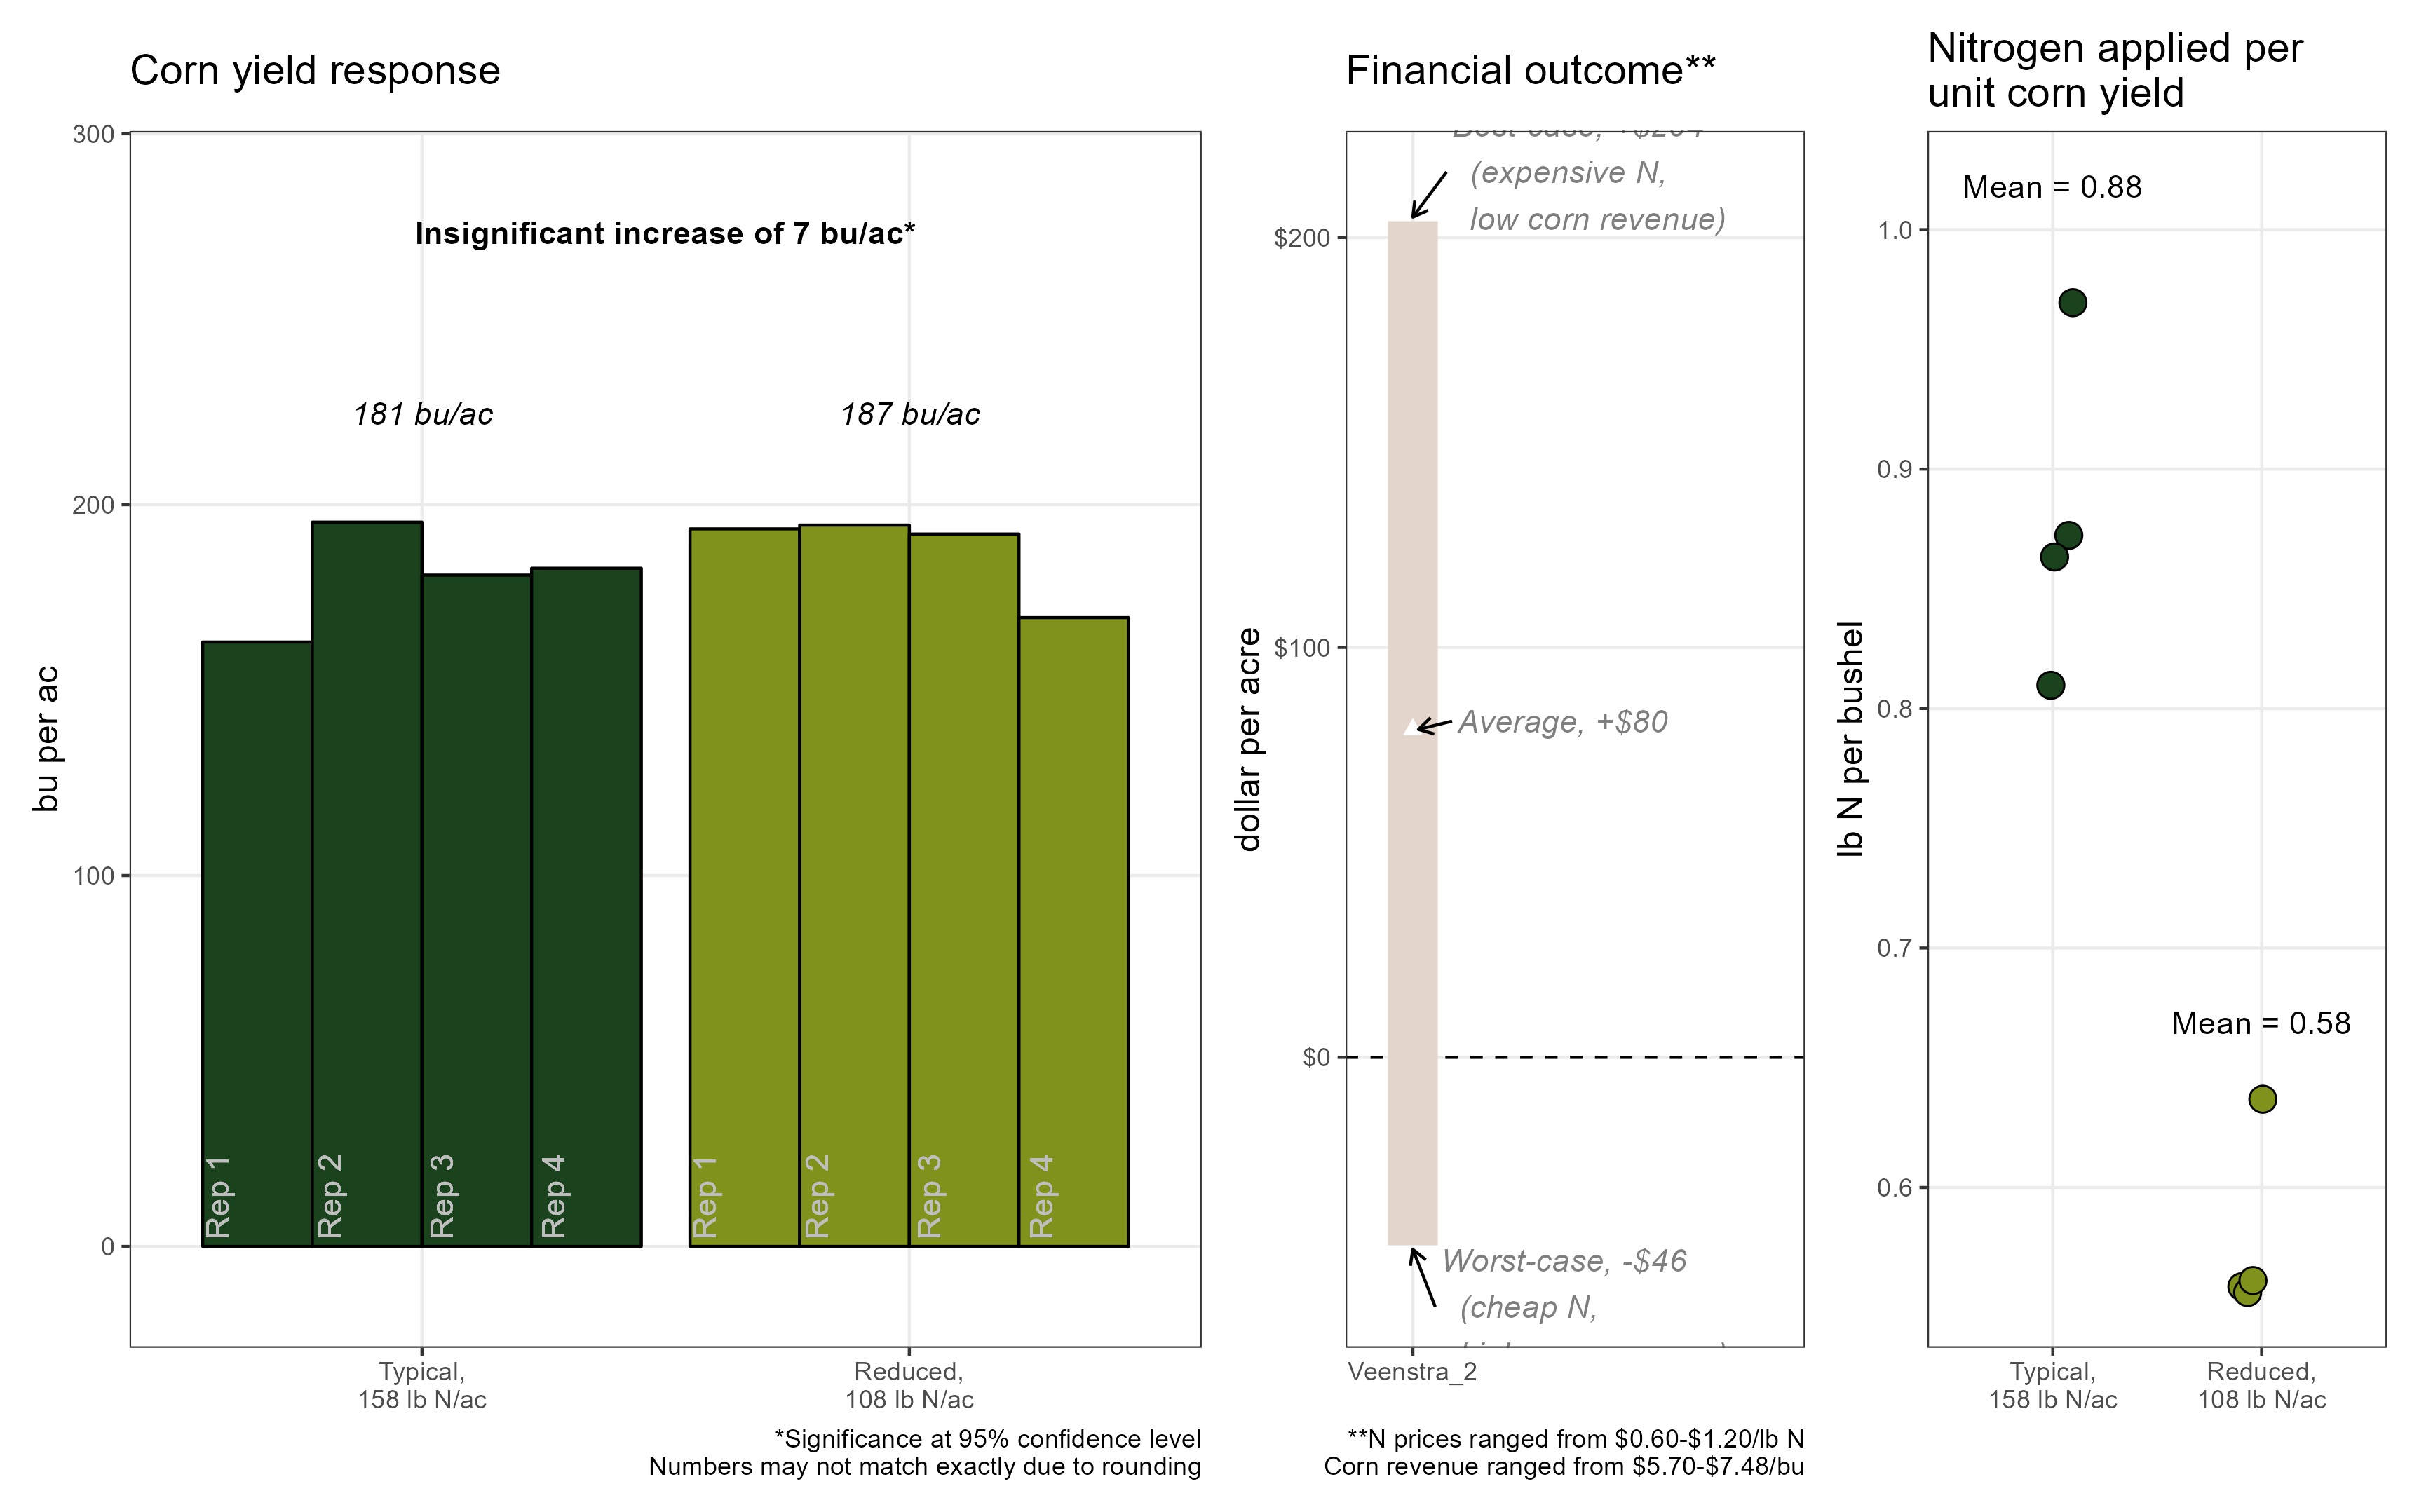 Corn yield response
300
200
100
0
bu per ac
Insignificant increase of 7 bu/ac*
181 bu/ac
187 bu/ac
Rep 1
Rep 2
Rep 3
Rep 4
Rep 1
Rep 2
Rep 3
Rep 4
Typical,
158 lb N/ac
Reduced,
108 lb N/ac
*Significance at 95% confidence level
Numbers may not match exactly due to rounding
Financial outcome**
$200
$100
$0
dollar per acre
(expensive N,
low corn revenue)
Average, +$80
Worst-case, -$46
(cheap N,
Veenstra_2
**N prices ranged from $0.60-$1.20/lb N
Corn revenue ranged from $5.70-$7.48/bu
Nitrogen applied per
unit corn yield
1.0
0.9
0.8
0.7
0.6
lb N per bushel
Mean = 0.88
Mean = 0.58
Typical,
158 lb N/ac
Reduced,
108 lb N/ac